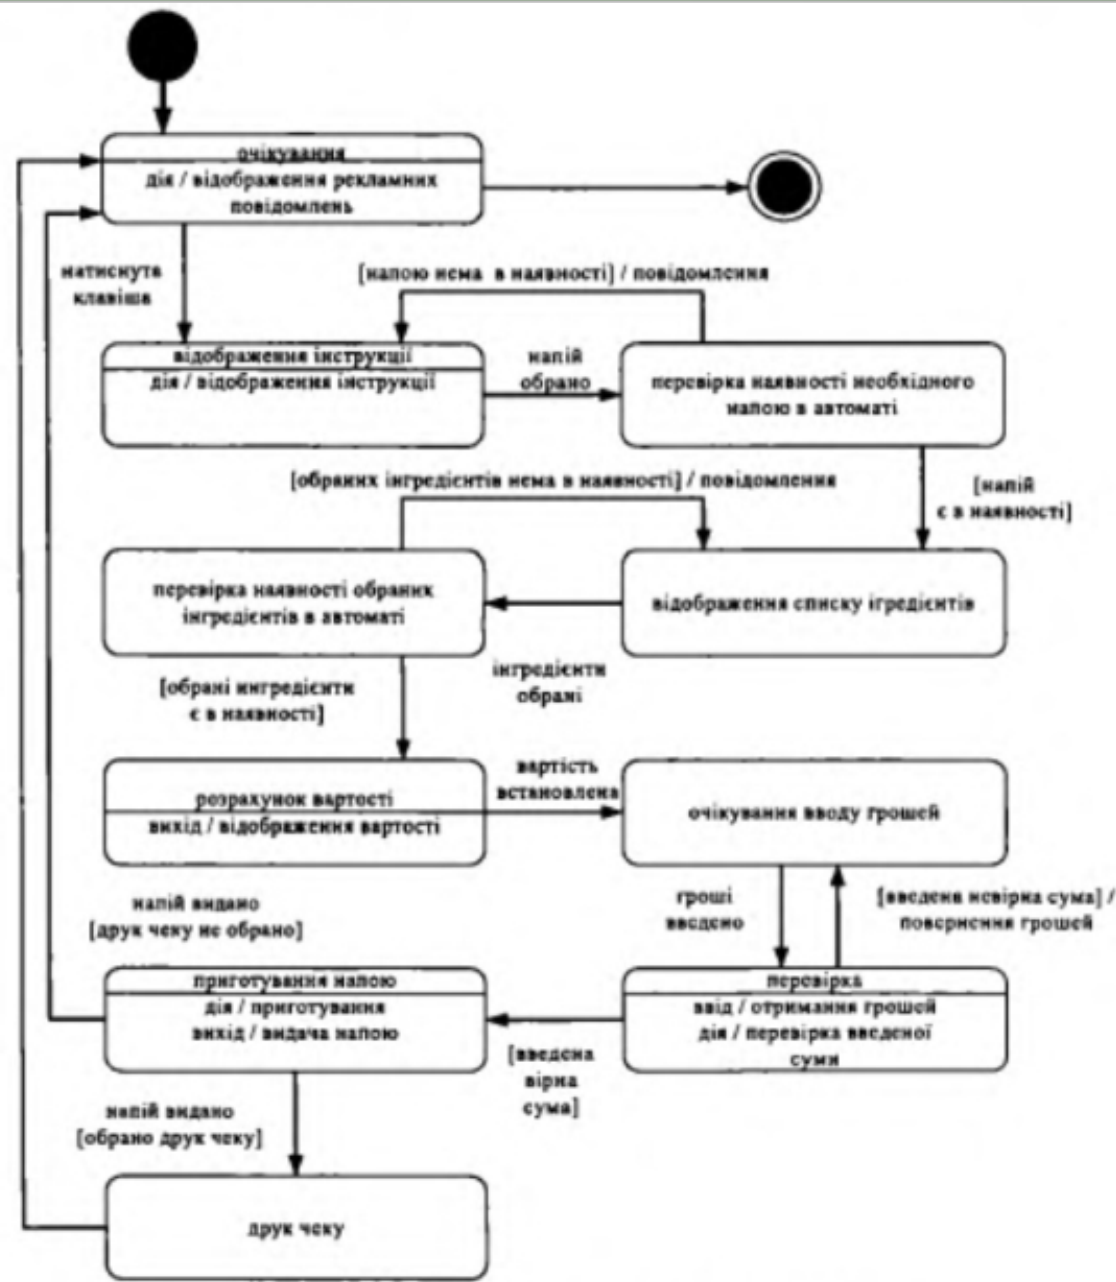 очікування
дія / відображення рекламних
повідомлень
натиснута
клавіша
[напою нема в наявності] / повідомлення
відображення інструкції
дія / відображення інструкції
напій
обрано
перевірка наявності необхідного
напою в автоматі
[обраних інгредієнтів нема в наявності] / повідомлення
[напій
є в наявності]
перевірка наявності обраних
інгредієнтів в автоматі
відображення списку ігредієнтів
інгредієнти
обрані
[обрані ингредієнти
є в наявності]
розрахунок вартості
вихід / відображення вартості
вартість
встановлена
очікування вводу грошей
гроші
введено
[введена невірна сума] /
повернення грошей
напій видано
[друк чеку не обрано]
приготування напою
дія / приготування
вихід / видача напою
перевірка
ввід / отримання грошей
дія / перевірка введеної
суми
[введена
вірна
сума]
напій видано
[обрано друк чеку]
друк чеку